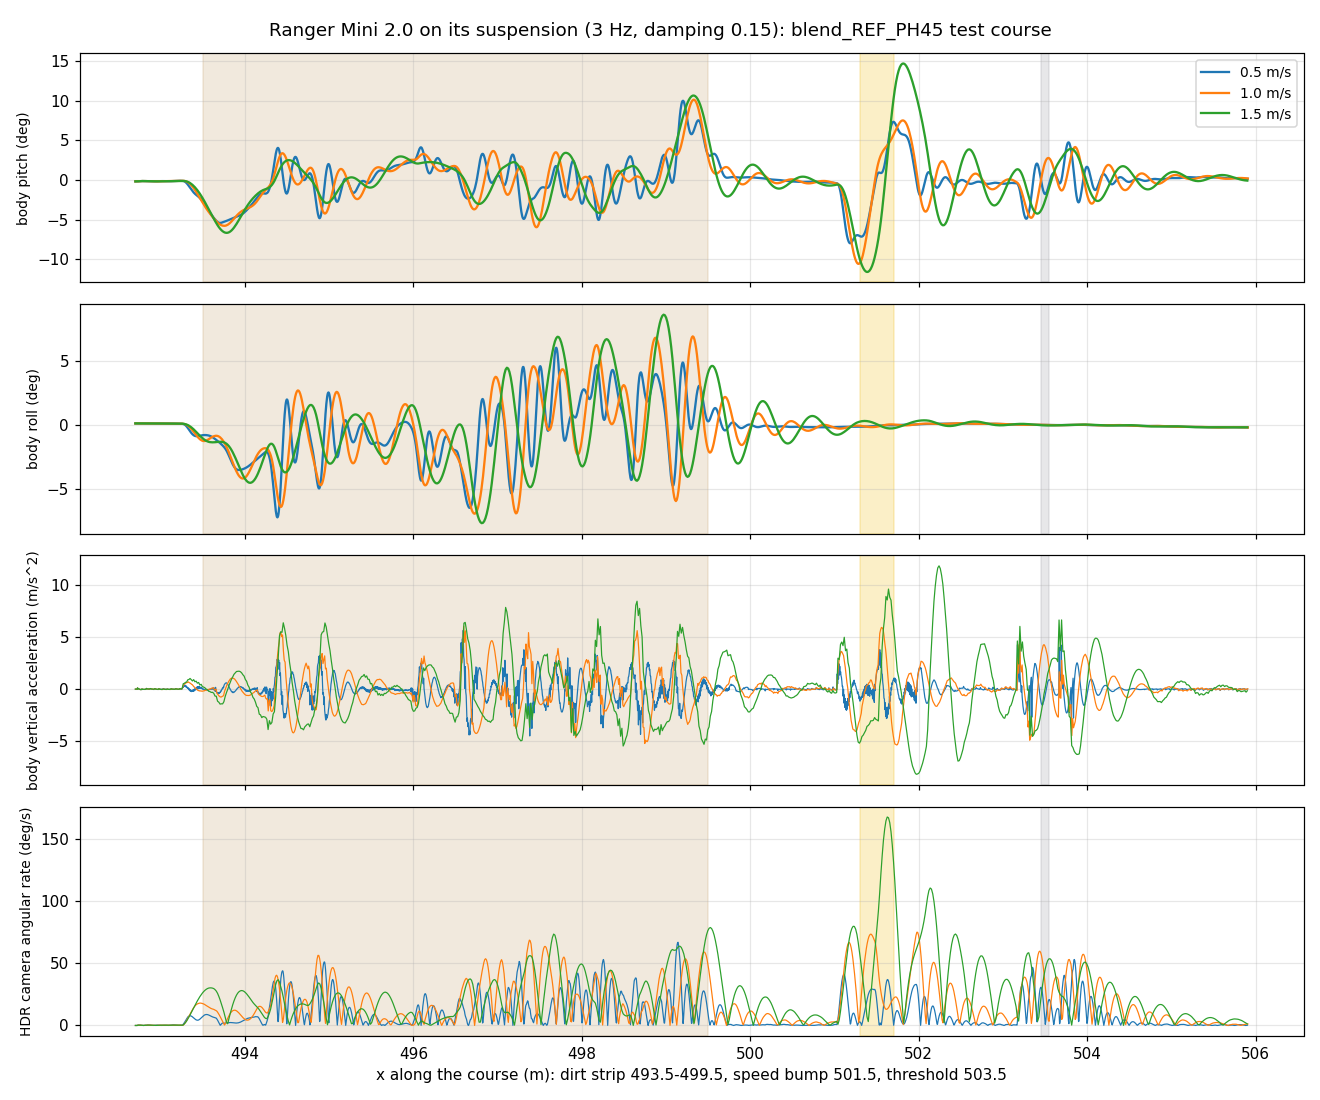 Ranger Mini 2.0 on its suspension (3 Hz, damping 0.15): blend_REF_PH45 test course
body pitch (deg)
15
10
5
0
−5
−10
0.5 m/s
1.0 m/s
1.5 m/s
body roll (deg)
5
0
−5
body vertical acceleration (m/s^2)
10
5
0
−5
HDR camera angular rate (deg/s)
150
100
50
0
494
496
498
500
502
504
506
x along the course (m): dirt strip 493.5-499.5, speed bump 501.5, threshold 503.5